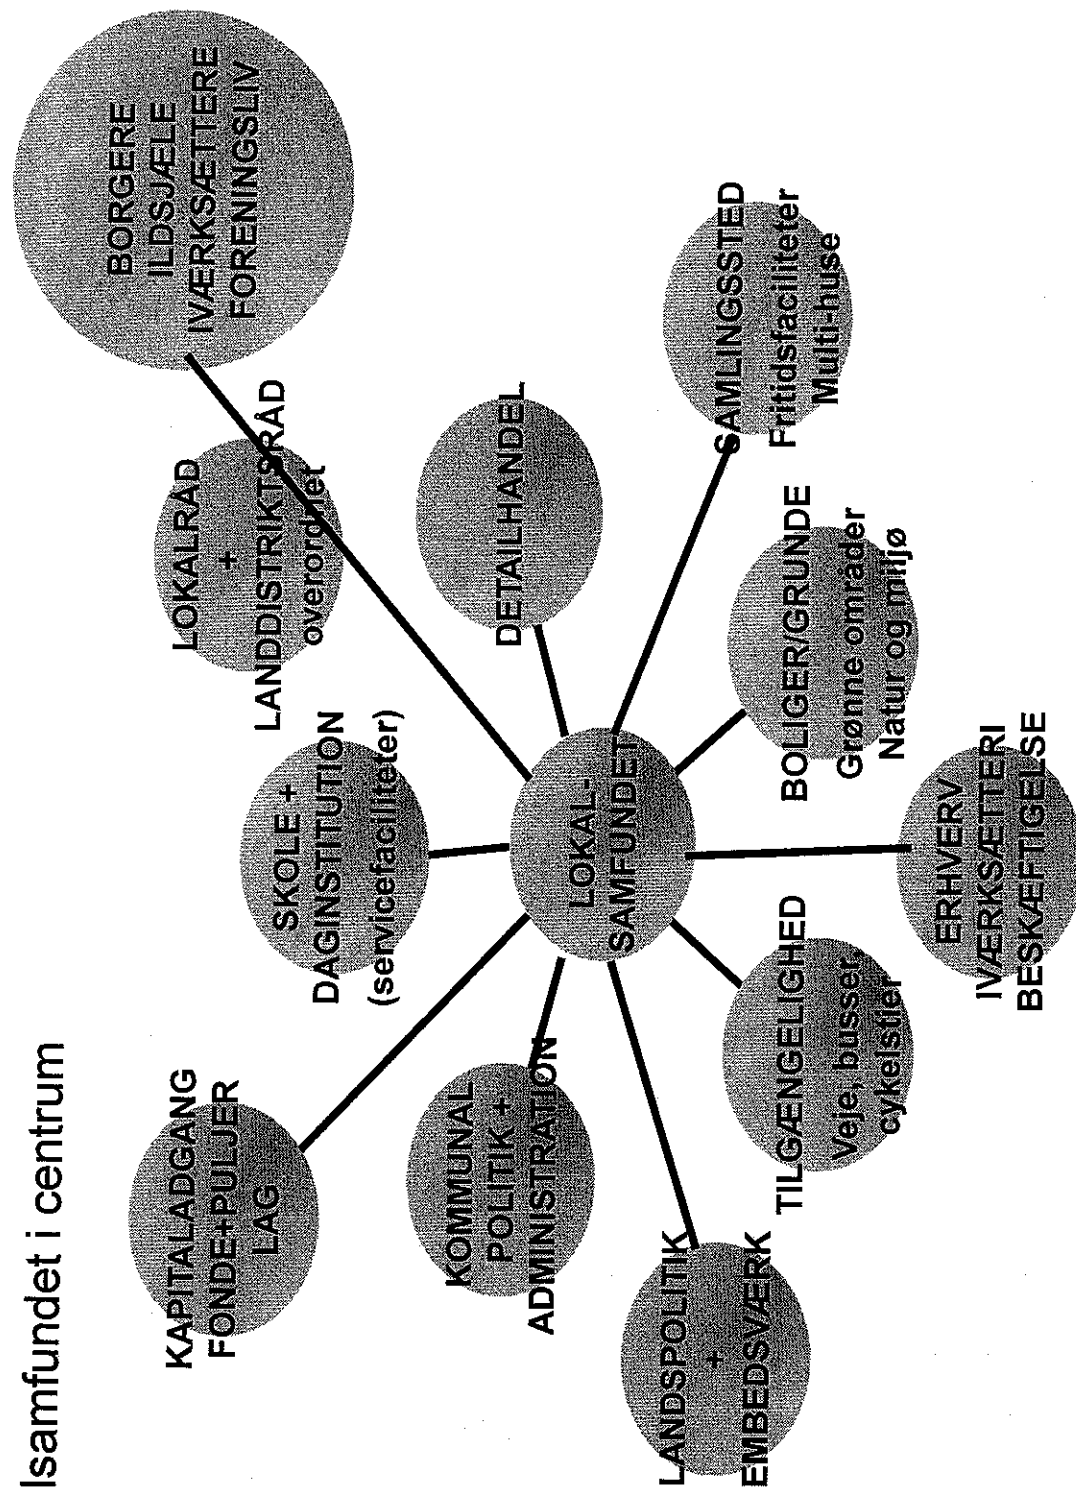 lsamfundet i centrum
KAPITALADGANG
FONDE+PULJER
LAG
SKOLE +
DAGINSTITUTION
(servicefaciliteter)
LOKALRÅD
+
LANDDISTRIKTSRÅD
overordnet
BORGERE
ILDSJÆLE
IVÆRKSÆTTERE
FORENINGSLIV
KOMMUNAL
POLITIK +
ADMINISTRATION
LOKAL-
SAMFUNDET
DETAILHANDEL
LANDSPOLITIK
+
EMBEDSVÆRK
TILGÆNGELIGHED
Veje, busser,
cykelstier
ERHVERV
IVÆRKSÆTTERI
BESKÆFTIGELSE
BOLIGER/GRUNDE
Grønne områder
Natur og miljø
SAMLINGSSTED
Fritidsfaciliteter
Multi-huse